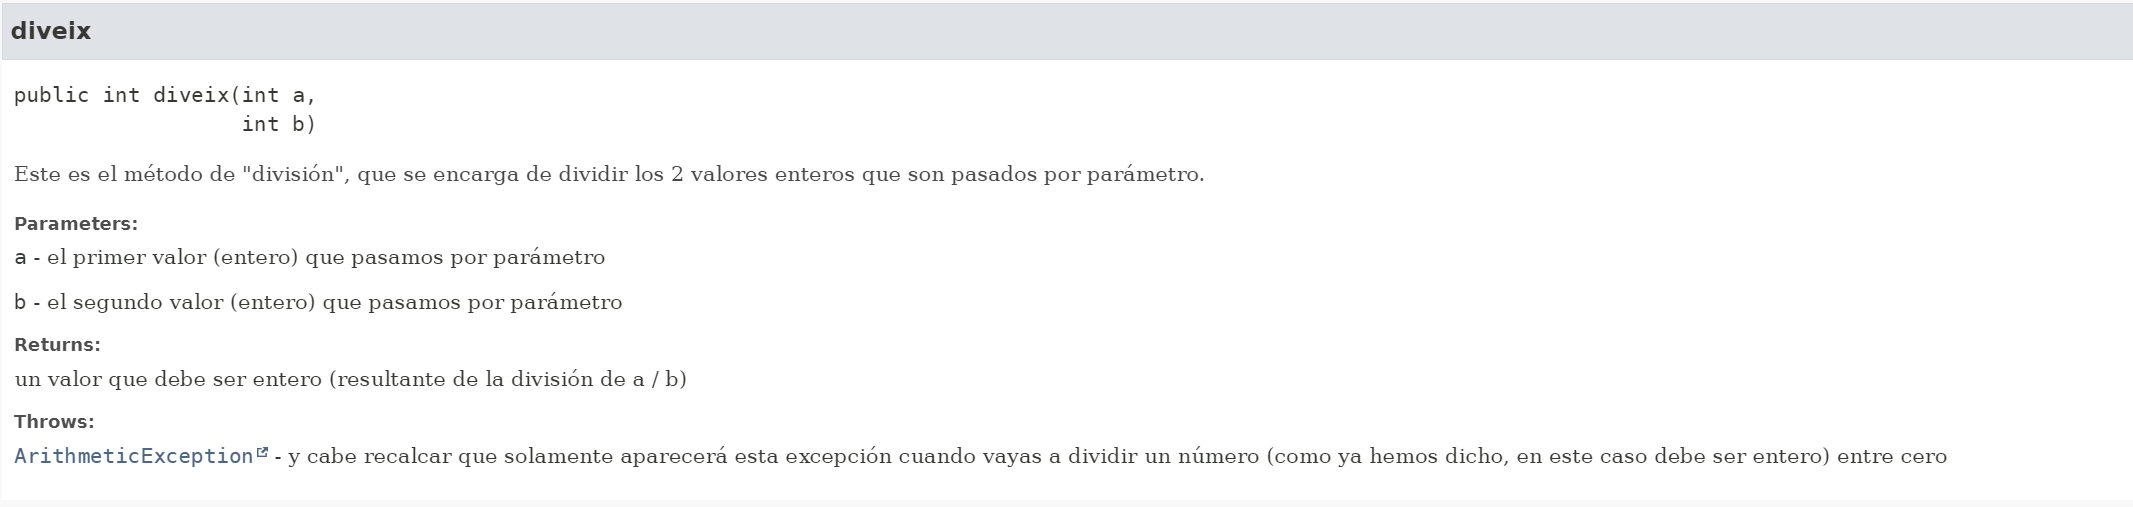 diveix
public int diveix(int a,
int b)
Este es el método de "división", que se encarga de dividir los 2 valores enteros que son pasados por parámetro.
Parameters:
a - el primer valor (entero) que pasamos por parámetro
b - el segundo valor (entero) que pasamos por parámetro
Returns:
un valor que debe ser entero (resultante de la división de a / b)
Throws:
ArithmeticException - y cabe recalcar que solamente aparecerá esta excepción cuando vayas a dividir un número (como ya hemos dicho, en este caso debe ser entero) entre cero